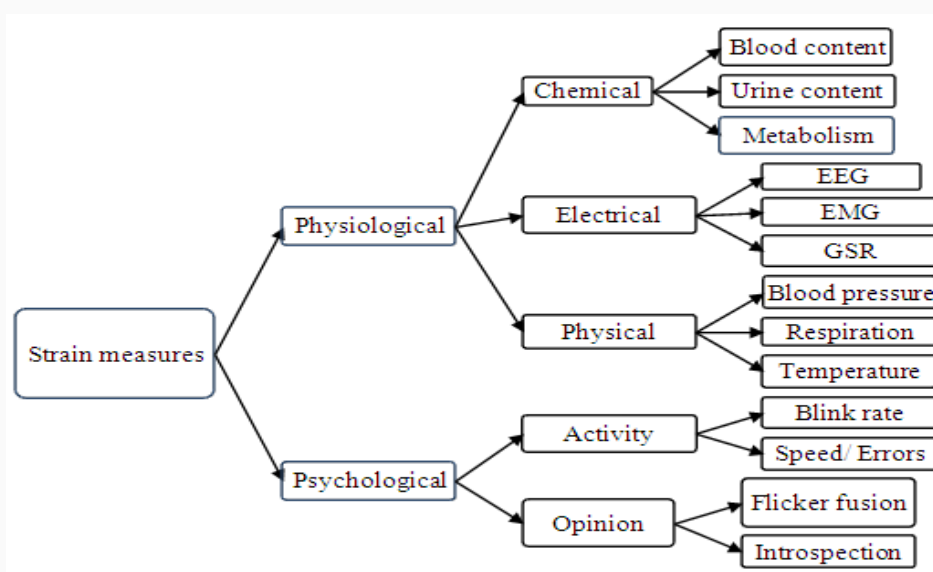 Strain measures
Physiological
Chemical
Blood content
Urine content
Metabolism
Electrical
EEG
EMG
GSR
Physical
Blood pressure
Respiration
Temperature
Psychological
Activity
Blink rate
Speed/ Errors
Opinion
Flicker fusion
Introspection